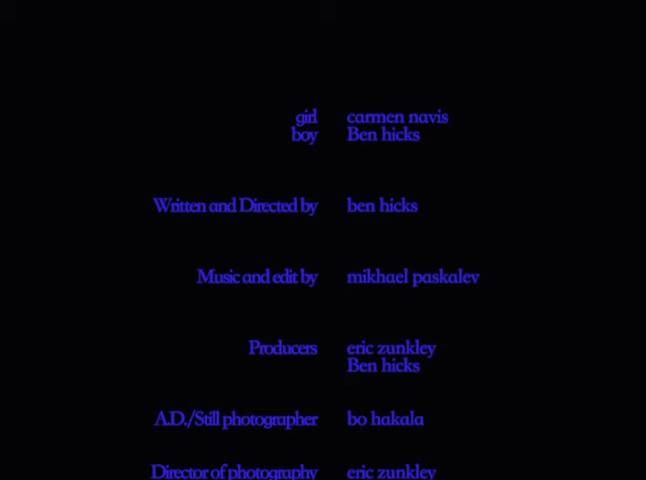 girl carmen navis
boy Ben hicks
Written and Directed by ben hicks
Music and edit by mikhael paskalev
Producers eric zunkley
Ben hicks
A.D./Still photographer bo hakala
Director of photography eric zunkley